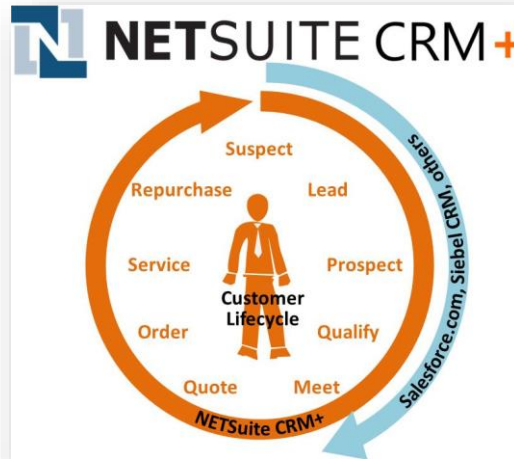 NETSUITE CRM+
Suspect
Repurchase
Lead
Service
Prospect
Customer
Lifecycle
Order
Qualify
Quote
Meet
NETSuite CRM+
Salesforce.com, Siebel CRM, others